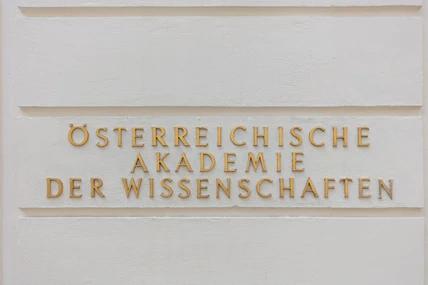 ÖSTERREICHISCHE
AKADEMIE
DER WISSENSCHAFTEN